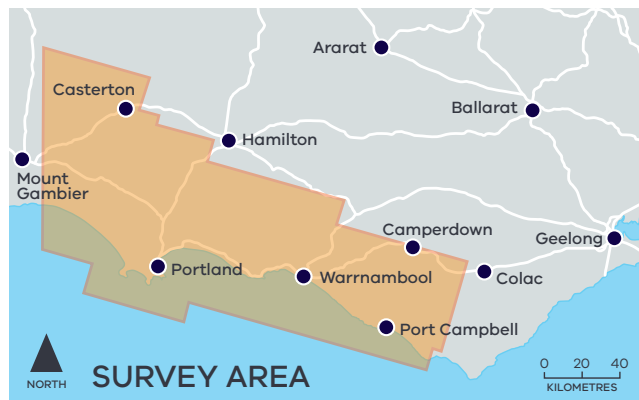 Ararat
Casterton
Ballarat
Hamilton
Mount
Gambier
Camperdown
Geelong
Portland
Warrnambool
Colac
Port Campbell
NORTH
SURVEY AREA
0 20 40
KILOMETRES